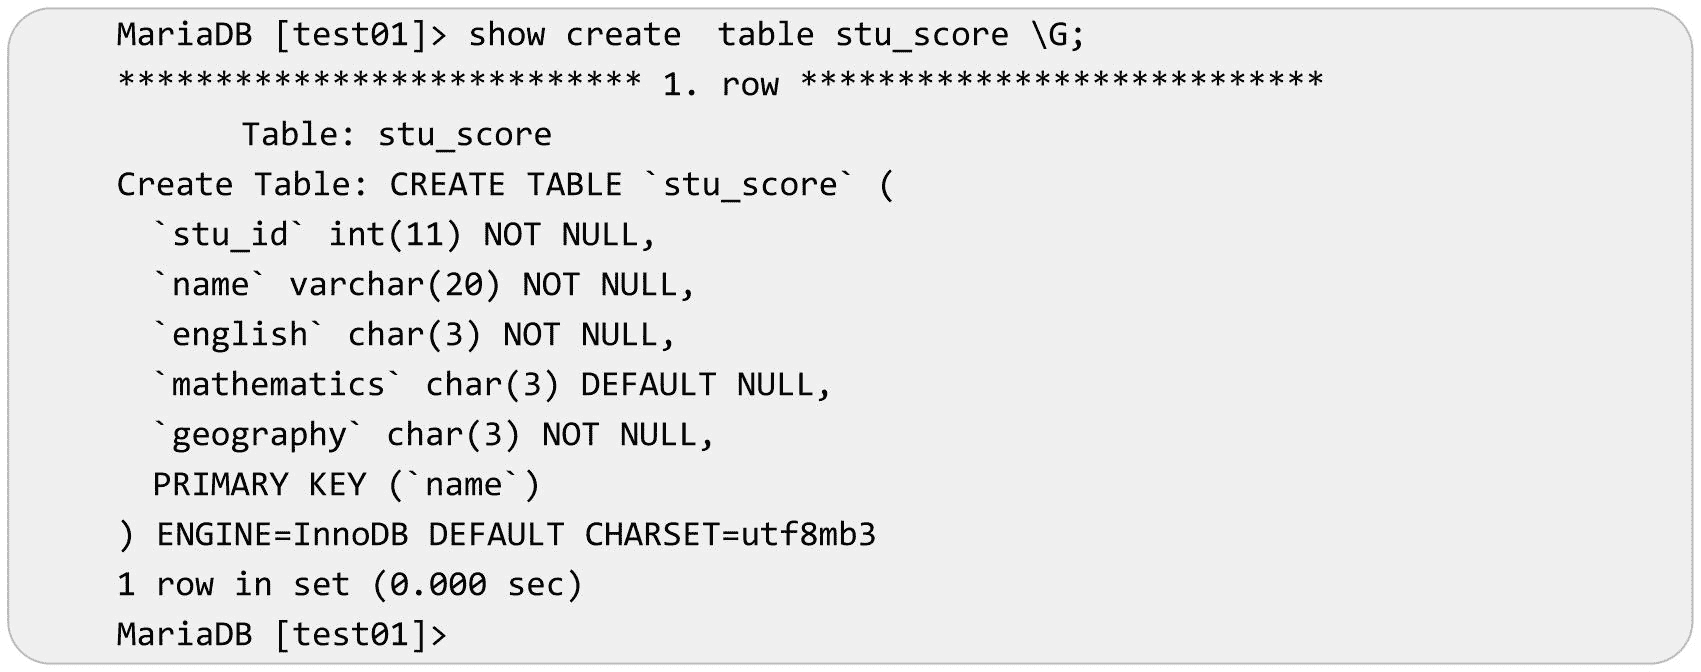 MariaDB [test01]> show create  table stu_score \G;
*************************** 1. row ***************************
       Table: stu_score
Create Table: CREATE TABLE `stu_score` (
  `stu_id` int(11) NOT NULL,
  `name` varchar(20) NOT NULL,
  `english` char(3) NOT NULL,
  `mathematics` char(3) DEFAULT NULL,
  `geography` char(3) NOT NULL,
  PRIMARY KEY (`name`)
) ENGINE=InnoDB DEFAULT CHARSET=utf8mb3
1 row in set (0.000 sec)
MariaDB [test01]>